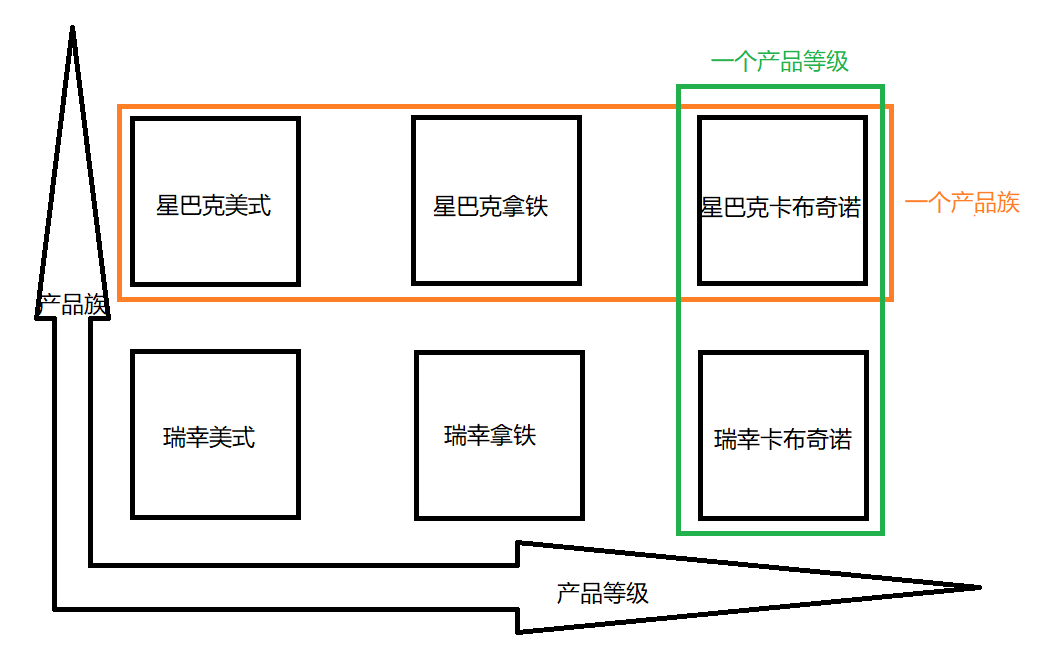 一个产品等级
星巴克美式
星巴克拿铁
星巴克卡布奇诺
一个产品族
产品族
瑞幸美式
瑞幸拿铁
瑞幸卡布奇诺
产品等级